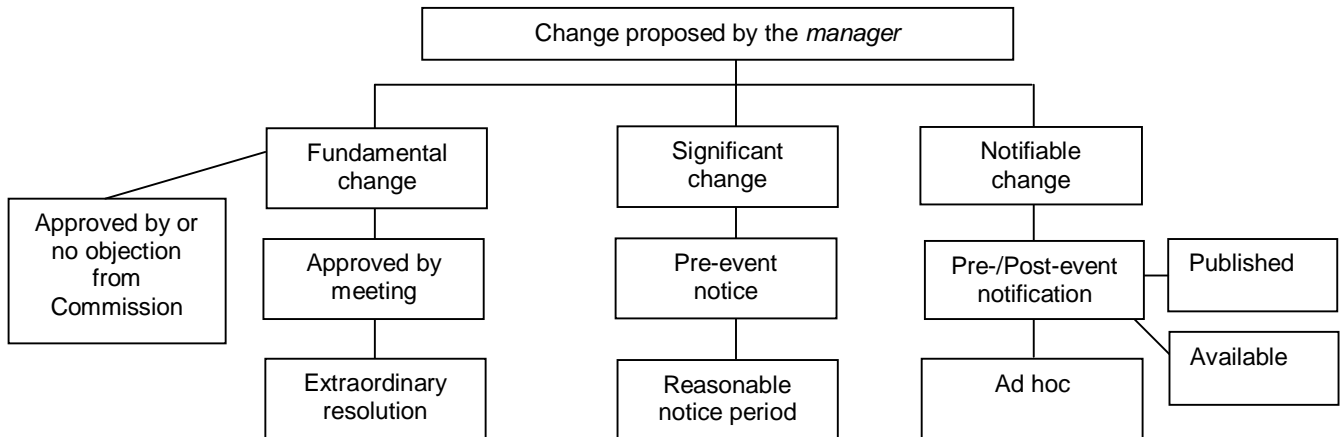 Change proposed by the manager
Fundamental
change
Significant
change
Notifiable
change
Approved by or
no objection
from
Commission
Approved by
meeting
Pre-event
notice
Pre-/Post-event
notification
Published
Available
Extraordinary
resolution
Reasonable
notice period
Ad hoc